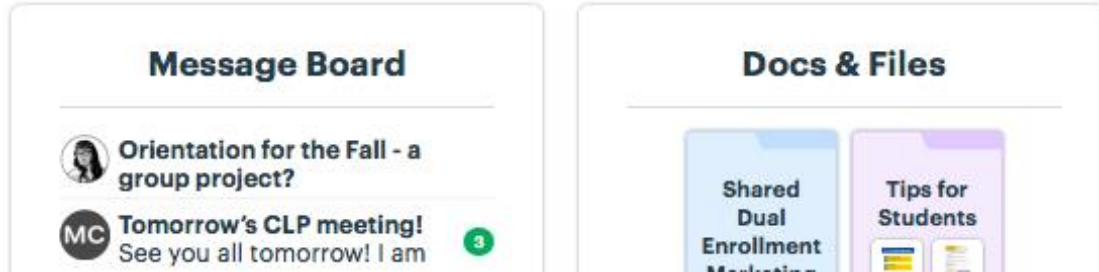 Message Board
Orientation for the Fall - a
group project?
MC
Tomorrow's CLP meeting!
See you all tomorrow! I am
3
Docs & Files
Shared
Dual
Enrollment
Marketing
Tips for
Students